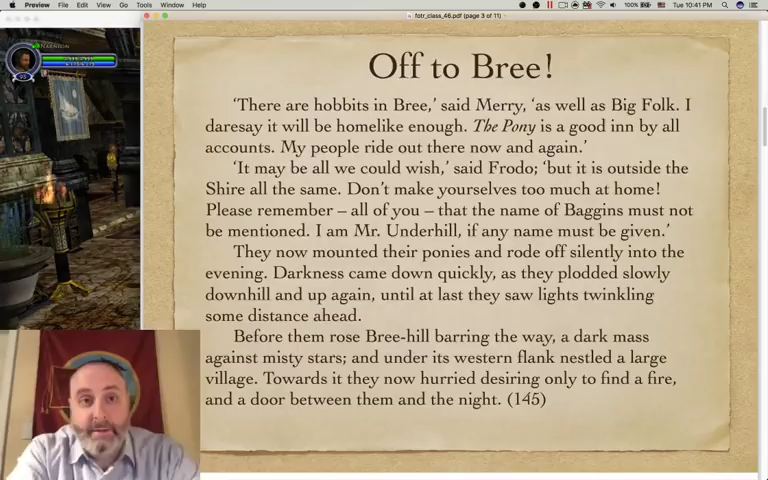 Preview File Edit View Go Tools Window Help
100% Tue 10:41 PM
fotr_class_46.pdf (page 3 of 11)
95
Off to Bree!
‘There are hobbits in Bree,’ said Merry, ‘as well as Big Folk. I
daresay it will be homelike enough. The Pony is a good inn by all
accounts. My people ride out there now and again.’
‘It may be all we could wish,’ said Frodo; ‘but it is outside the
Shire all the same. Don’t make yourselves too much at home!
Please remember – all of you – that the name of Baggins must not
be mentioned. I am Mr. Underhill, if any name must be given.’
They now mounted their ponies and rode off silently into the
evening. Darkness came down quickly, as they plodded slowly
downhill and up again, until at last they saw lights twinkling
some distance ahead.
Before them rose Bree-hill barring the way, a dark mass
against misty stars; and under its western flank nestled a large
village. Towards it they now hurried desiring only to find a fire,
and a door between them and the night. (145)